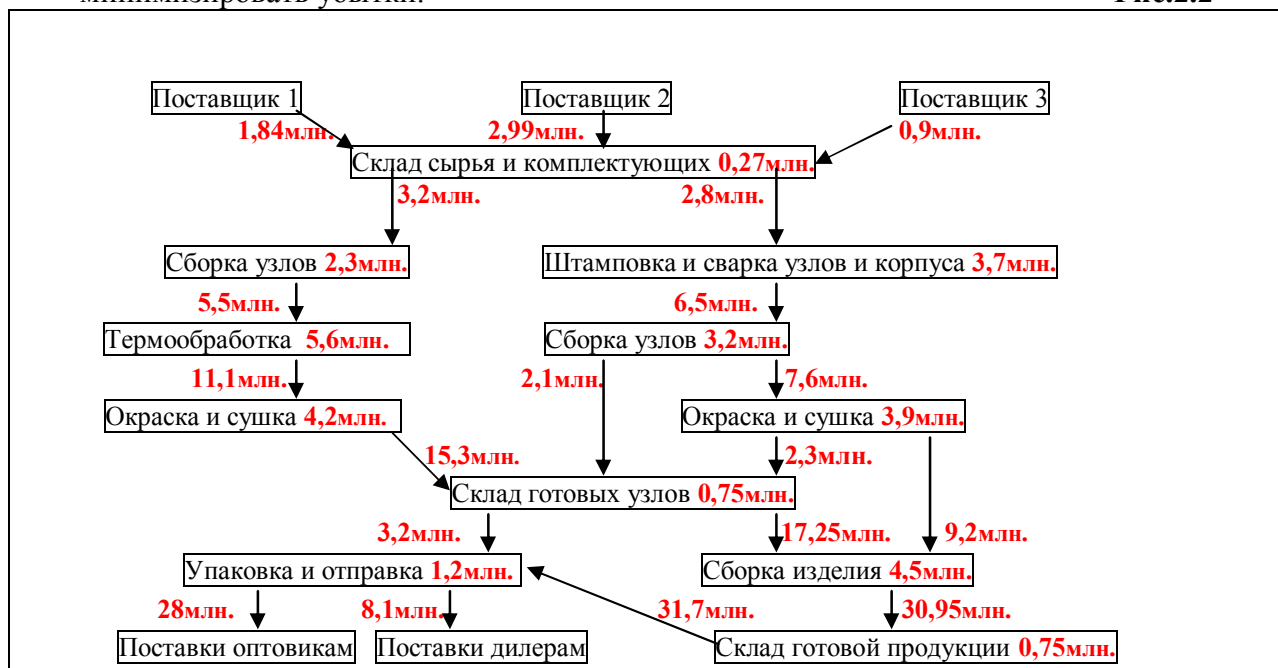 минимизировать убытки.
Рис.2.2
Поставщик 1
Поставщик 2
Поставщик 3
1,84млн.
2,99млн.
0,9млн.
Склад сырья и комплектующих 0,27млн.
3,2млн.
2,8млн.
Сборка узлов 2,3млн.
Штамповка и сварка узлов и корпуса 3,7млн.
5,5млн.
6,5млн.
Термообработка 5,6млн.
Сборка узлов 3,2млн.
11,1млн.
2,1млн.
7,6млн.
Окраска и сушка 4,2млн.
Окраска и сушка 3,9млн.
15,3млн.
2,3млн.
Склад готовых узлов 0,75млн.
3,2млн.
17,25млн.
9,2млн.
Упаковка и отправка 1,2млн.
Сборка изделия 4,5млн.
28млн.
8,1млн.
31,7млн.
30,95млн.
Поставки оптовикам
Поставки дилерам
Склад готовой продукции 0,75млн.